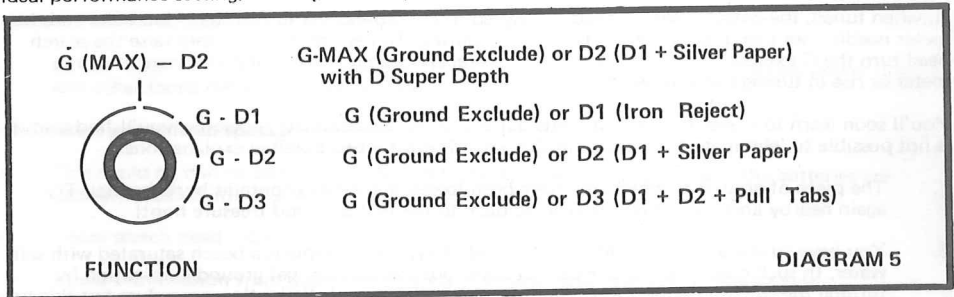 G (MAX) – D2 G-MAX (Ground Exclude) or D2 (D1 + Silver Paper)
with D Super Depth
G - D1 G (Ground Exclude) or D1 (Iron Reject)
G - D2 G (Ground Exclude) or D2 (D1 + Silver Paper)
G - D3 G (Ground Exclude) or D3 (D1 + D2 + Pull Tabs)
FUNCTION DIAGRAM 5